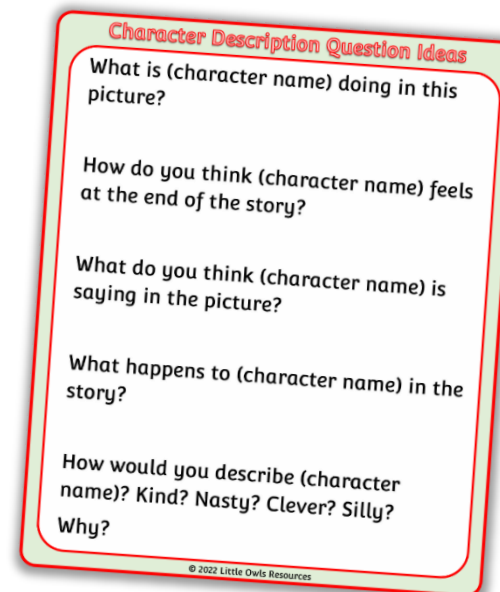 Character Description Question Ideas
What is (character name) doing in this
picture?
How do you think (character name) feels
at the end of the story?
What do you think (character name) is
saying in the picture?
What happens to (character name) in the
story?
How would you describe (character
name)? Kind? Nasty? Clever? Silly?
Why?
© 2022 Little Owls Resources